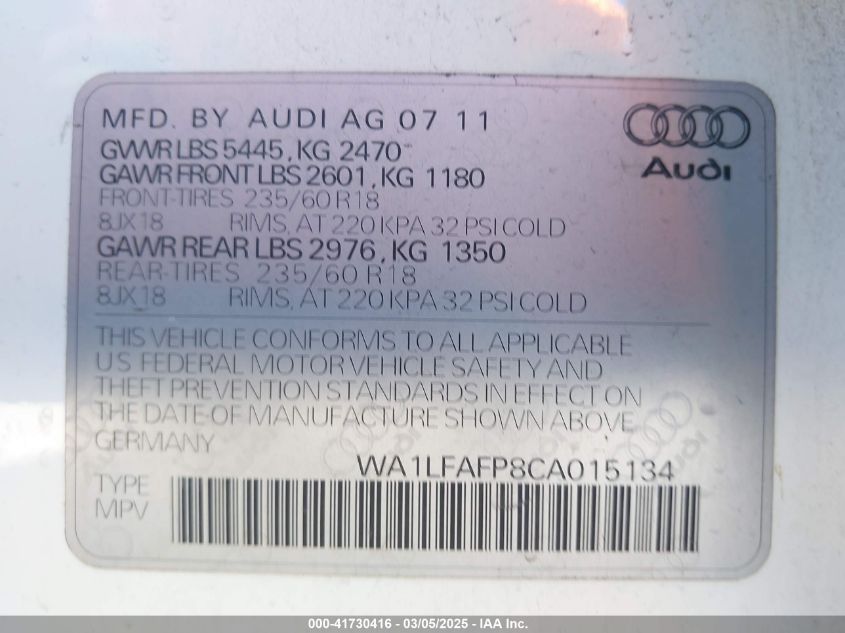 MFD. BY AUDI AG 07 11
GVWR LBS 5445, KG 2470
GAWR FRONT LBS 2601, KG 1180
FRONT-TIRES 235/60 R18
8JX18 RIMS, AT 220 KPA 32 PSI COLD
GAWR REAR LBS 2976, KG 1350
REAR-TIRES 235/60 R18
8JX18 RIMS, AT 220 KPA 32 PSI COLD
Audi
THIS VEHICLE CONFORMS TO ALL APPLICABLE
US FEDERAL MOTOR VEHICLE SAFETY AND
THEFT PREVENTION STANDARDS IN EFFECT ON
THE DATE OF MANUFACTURE SHOWN ABOVE
GERMANY
Audi
WA1LFAFP8CA015134
TYPE
MPV
000-41730416 - 03/05/2025 - IAA Inc.